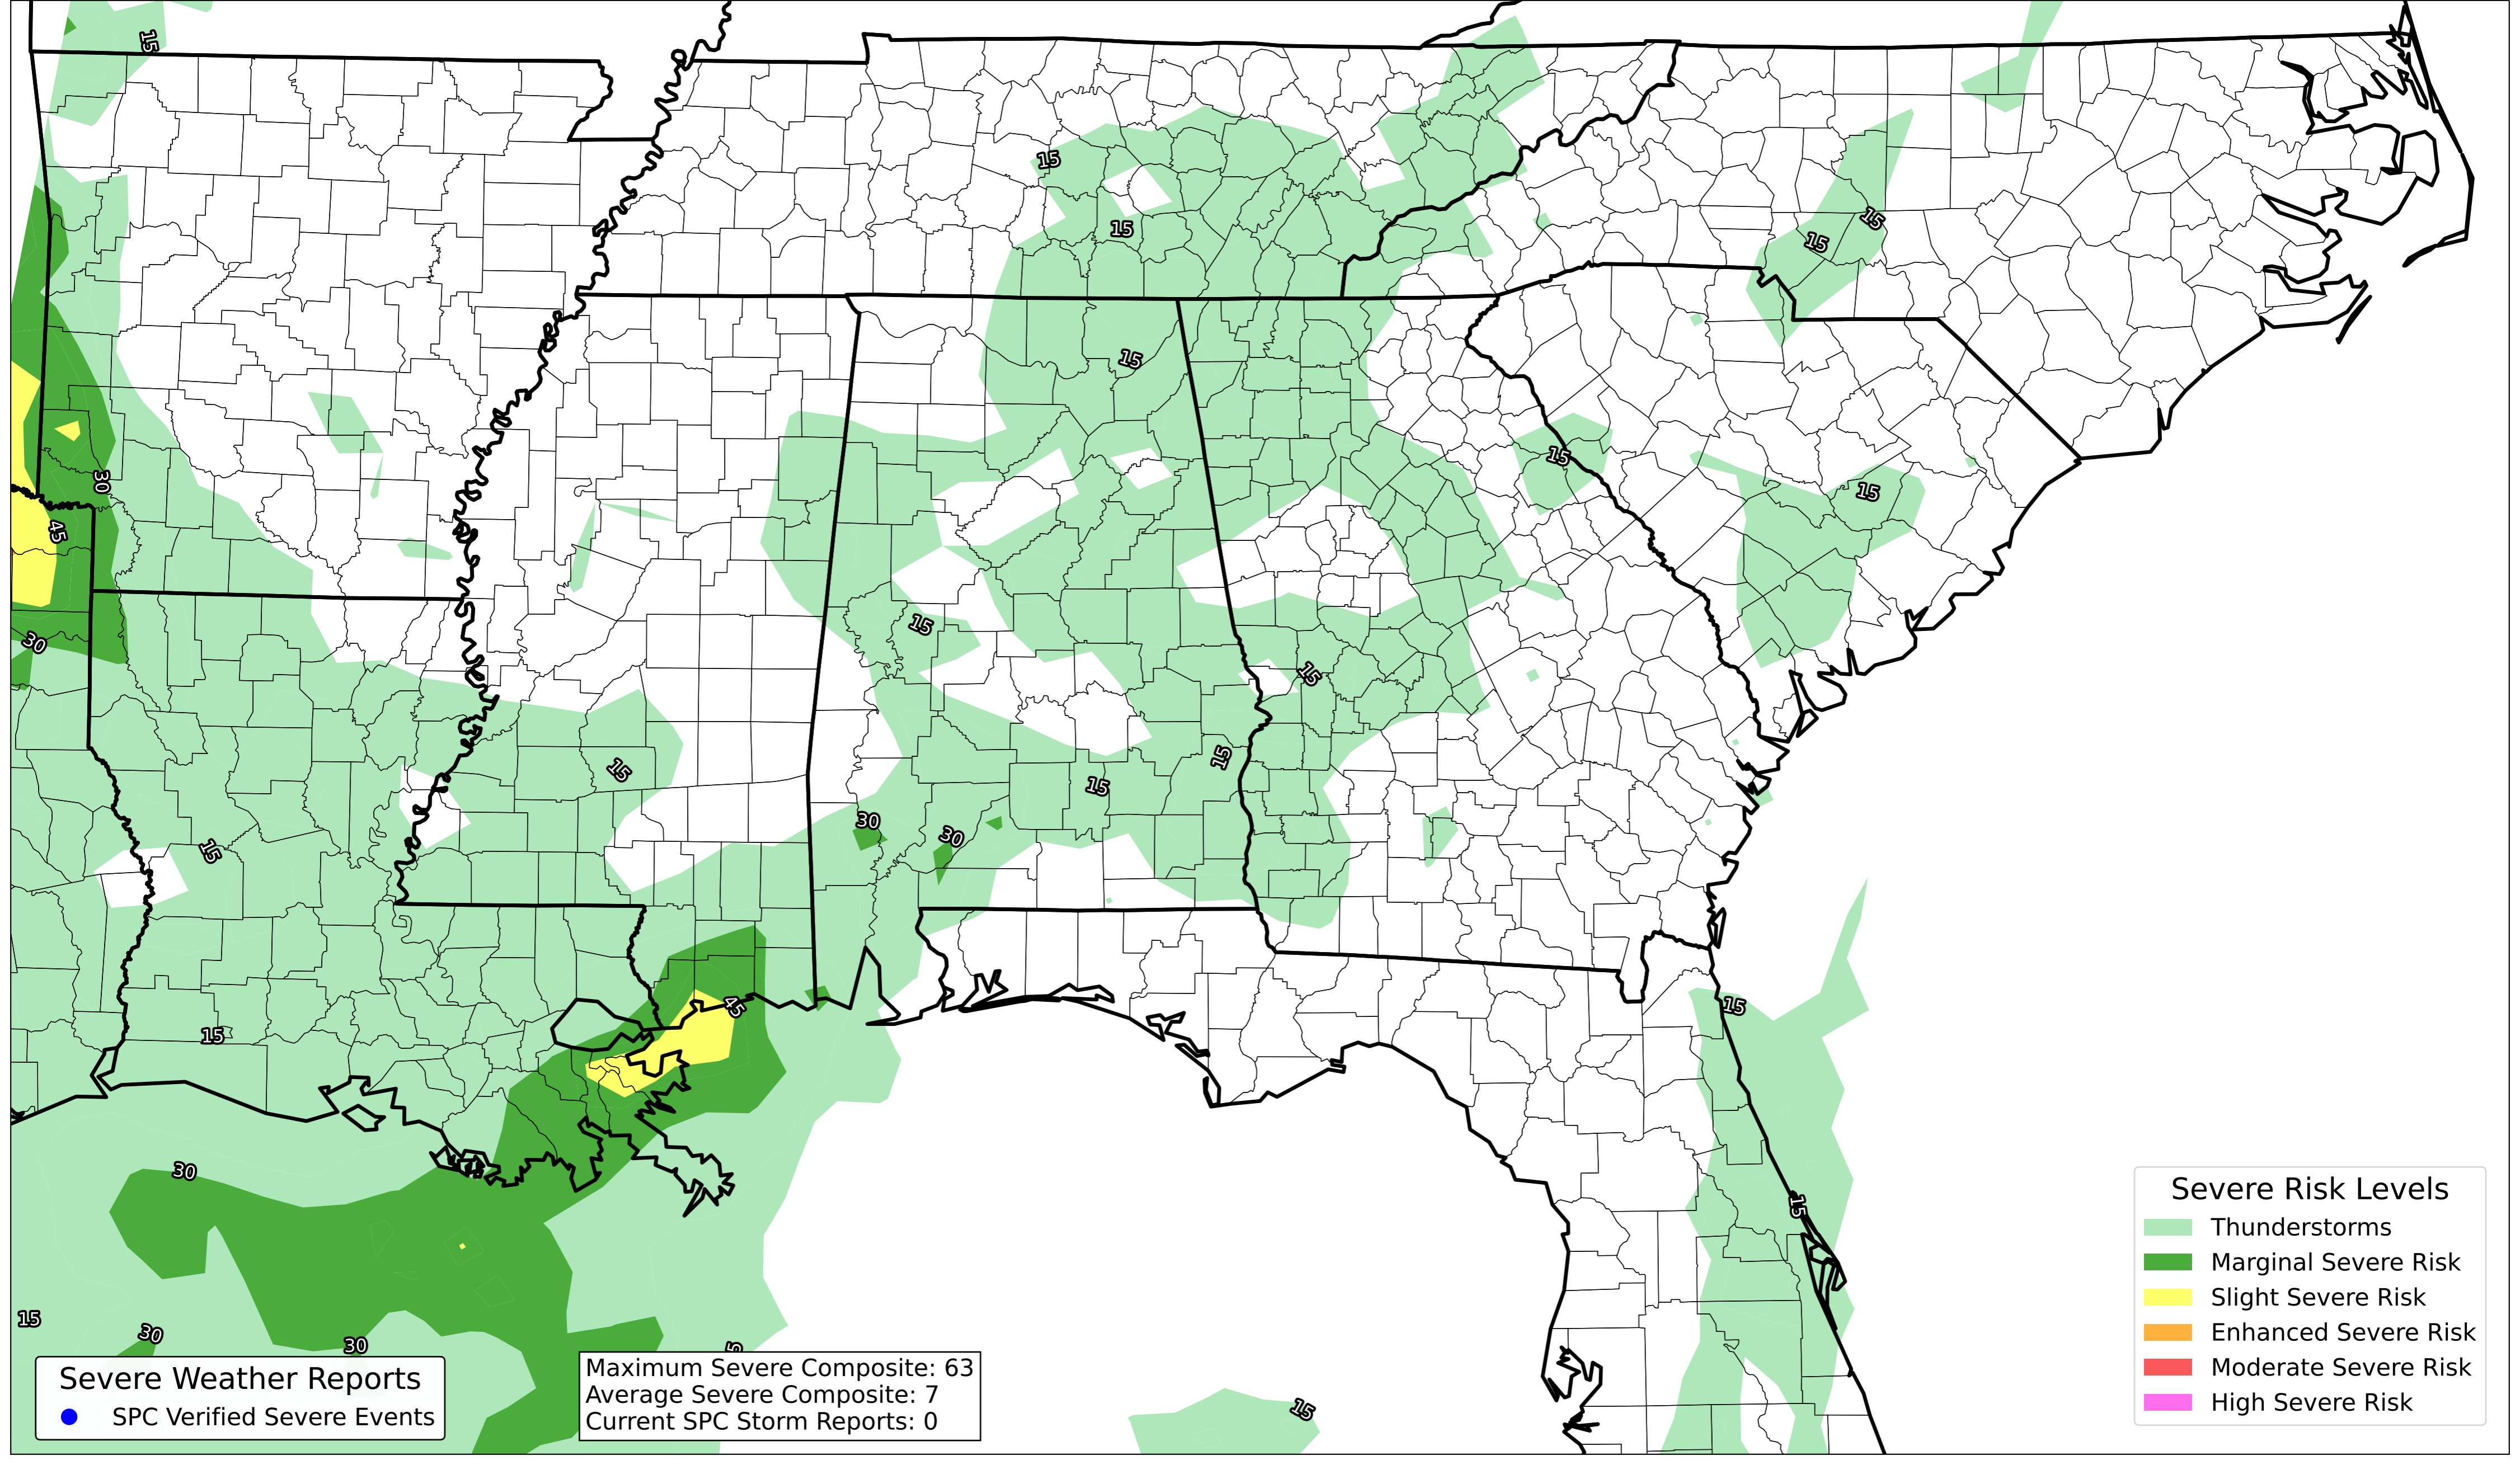 15
15
15
15
15
15
30
15
15
45
15
30
15
15
15
15
30
30
15
15
45
15
30
15
15
30
30
15
Severe Weather Reports
SPC Verified Severe Events
Maximum Severe Composite: 63
Average Severe Composite: 7
Current SPC Storm Reports: 0
Severe Risk Levels
Thunderstorms
Marginal Severe Risk
Slight Severe Risk
Enhanced Severe Risk
Moderate Severe Risk
High Severe Risk